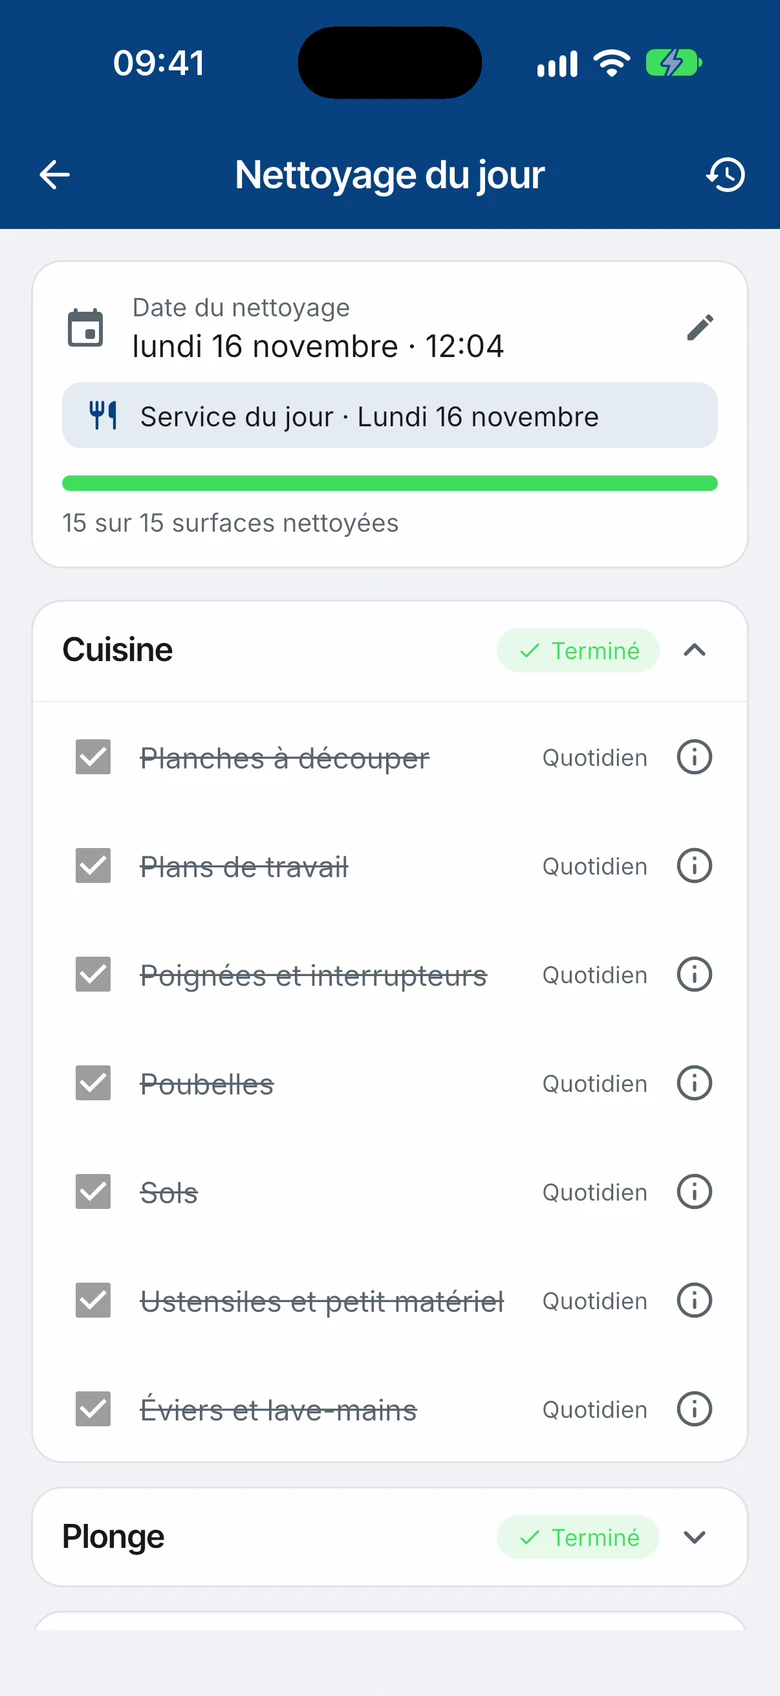 09:41
Nettoyage du jour
Date du nettoyage
lundi 16 novembre · 12:04
Service du jour · Lundi 16 novembre
15 sur 15 surfaces nettoyées
Cuisine Terminé
Planches à découper Quotidien
Plans de travail Quotidien
Poignées et interrupteurs Quotidien
Poubelles Quotidien
Sols Quotidien
Ustensiles et petit matériel Quotidien
Éviers et lave-mains Quotidien
Plonge Terminé